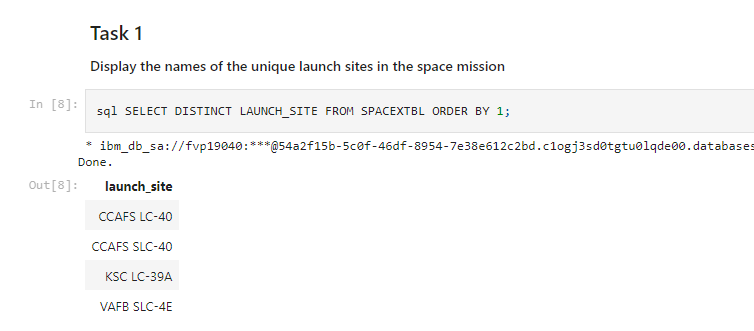 Task 1
Display the names of the unique launch sites in the space mission
In [8]: sql SELECT DISTINCT LAUNCH_SITE FROM SPACEXTBL ORDER BY 1;
* ibm_db_sa://fvp19040:***@54a2f15b-5c0f-46df-8954-7e38e612c2bd.c1ogj3sd0tgtu0lqde00.databases
Done.
Out[8]: launch_site
CCAFS LC-40
CCAFS SLC-40
KSC LC-39A
VAFB SLC-4E